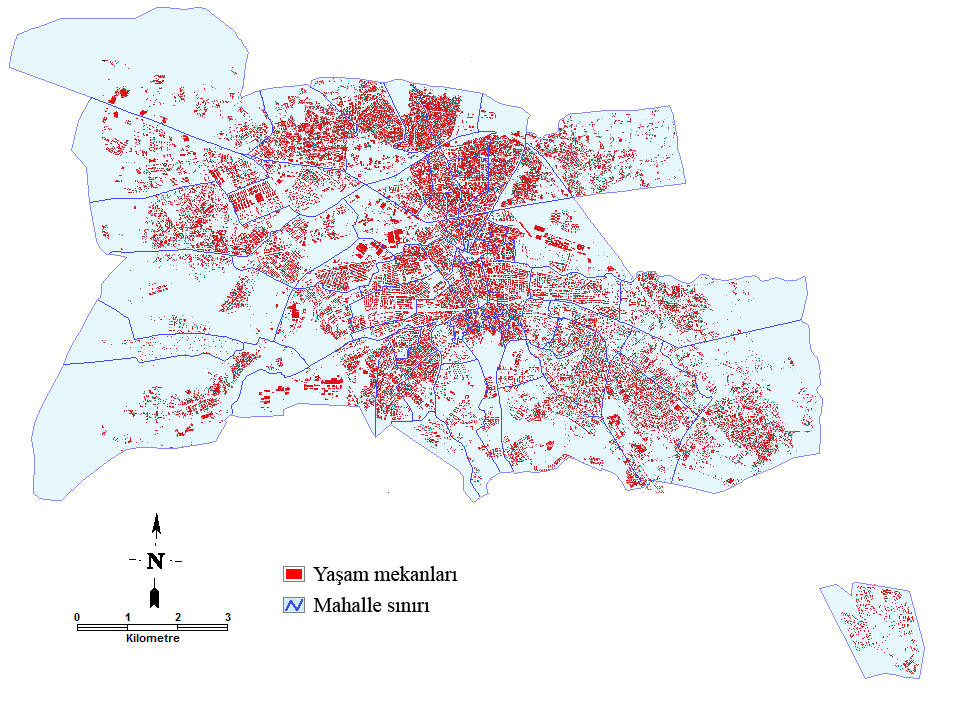 N
0 1 2 3
Kilometre
Yaşam mekanları
Mahalle sınırı